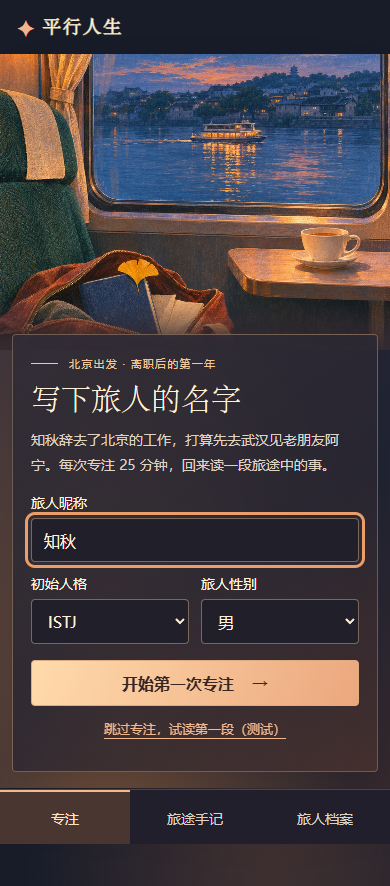 平行人生
北京出发 · 离职后的第一年
写下旅人的名字
知秋辞去了北京的工作，打算先去武汉见老朋友阿
宁。每次专注 25 分钟，回来读一段旅途中的事。
旅人昵称
知秋
初始人格
旅人性别
ISTJ
男
开始第一次专注 →
跳过专注，试读第一段（测试）
专注
旅途手记
旅人档案